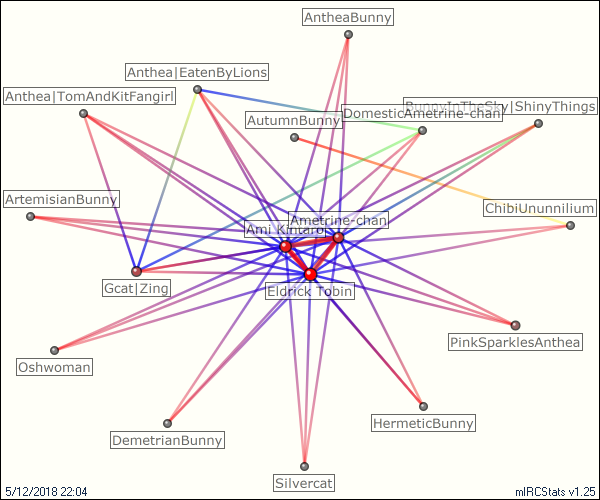 AntheaBunny
Anthea|EatenByLions
Anthea|TomAndKitFangirl
BunnyInTheSky|ShinyThings
DomesticAmetrine-chan
AutumnBunny
ArtemisianBunny
ChibiUnunnilium
Ametrine-chan
Ami Kintaro
Gcat|Zing
Eldrick Tobin
PinkSparklesAnthea
Oshwoman
HermeticBunny
DemetrianBunny
Silvercat
5/12/2018 22:04
mIRCStats v1.25